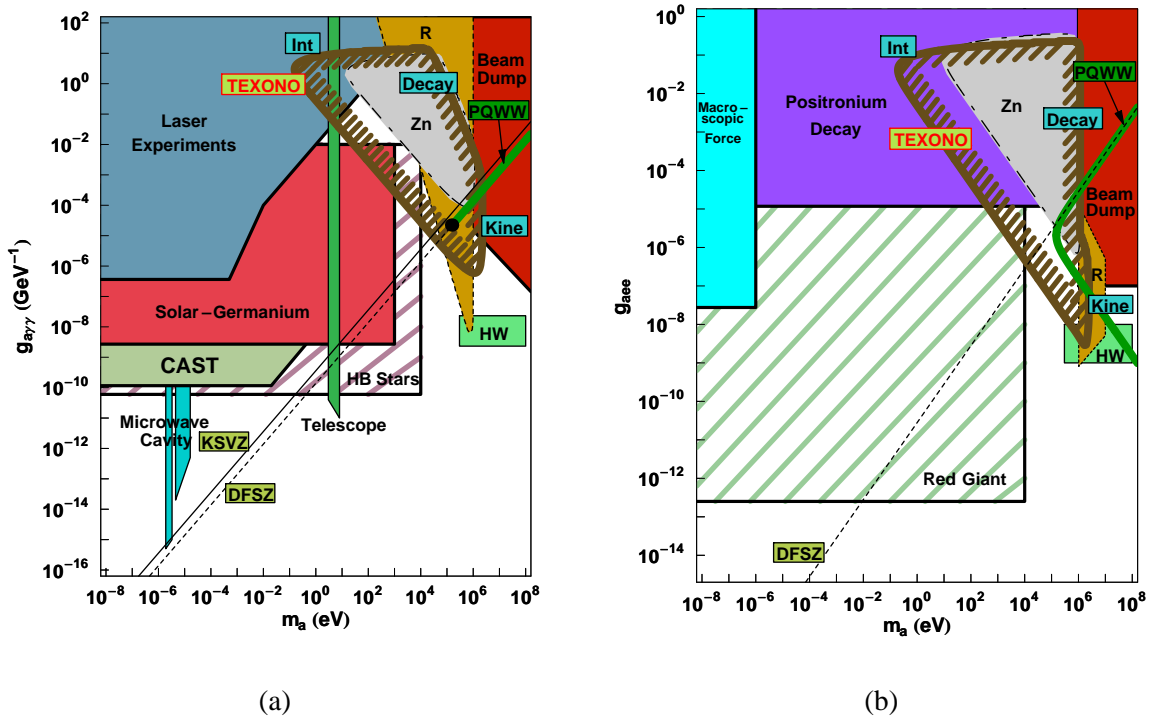 10²
10⁰
10⁻²
10⁻⁴
10⁻⁶
10⁻⁸
10⁻¹⁰
10⁻¹²
10⁻¹⁴
10⁻¹⁶
g_aγγ (GeV⁻¹)
Int
R
Beam
Dump
TEXONO
Decay
PQWW
Zn
Laser
Experiments
Kine
Solar–Germanium
HW
CAST
HB Stars
Microwave
Cavity
Telescope
KSVZ
DFSZ
10⁻⁸ 10⁻⁶ 10⁻⁴ 10⁻² 10⁰ 10² 10⁴ 10⁶ 10⁸
m_a (eV)
(a)
10⁰
10⁻²
10⁻⁴
10⁻⁶
10⁻⁸
10⁻¹⁰
10⁻¹²
10⁻¹⁴
g_aee
Int
PQWW
Macro–
scopic
Force
Positronium
Decay
Zn
Decay
TEXONO
Beam
Dump
R
Kine
HW
Red Giant
DFSZ
10⁻⁸ 10⁻⁶ 10⁻⁴ 10⁻² 10⁰ 10² 10⁴ 10⁶ 10⁸
m_a (eV)
(b)